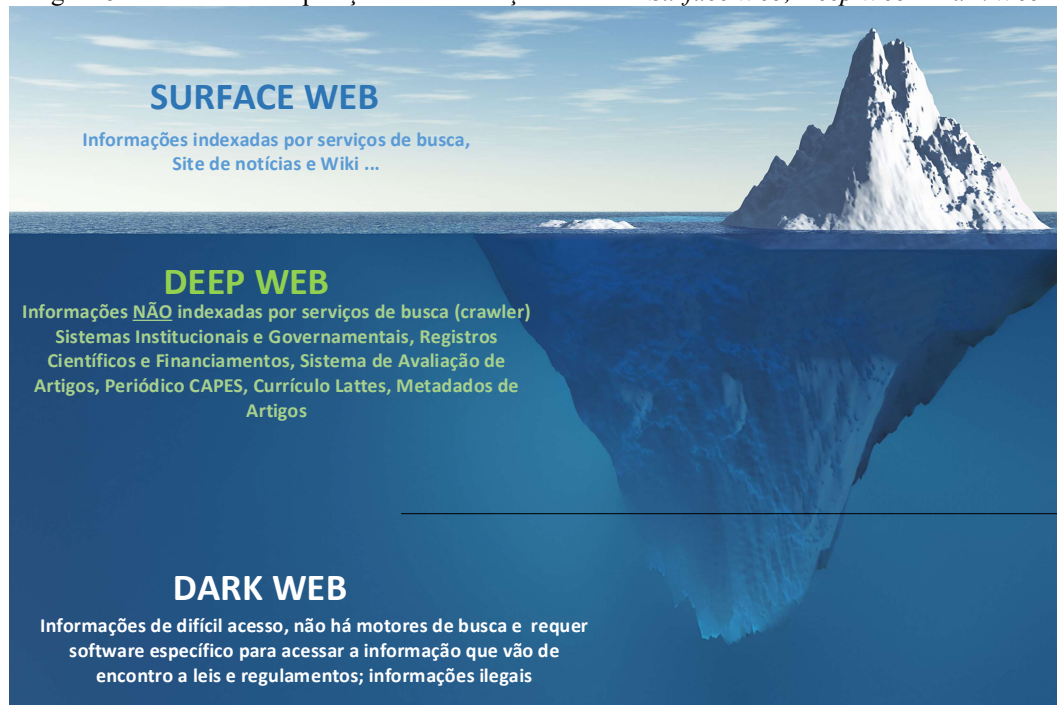 SURFACE WEB
Informações indexadas por serviços de busca,
Site de notícias e Wiki ...
DEEP WEB
Informações NÃO indexadas por serviços de busca (crawler)
Sistemas Institucionais e Governamentais, Registros
Científicos e Financiamentos, Sistema de Avaliação de
Artigos, Periódico CAPES, Currículo Lattes, Metadados de
Artigos
DARK WEB
Informações de difícil acesso, não há motores de busca e requer
software específico para acessar a informação que vão de
encontro a leis e regulamentos; informações ilegais